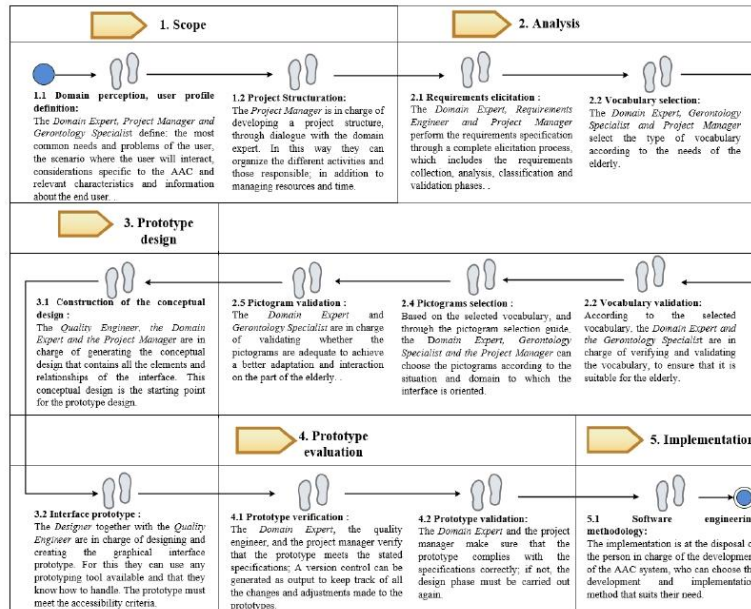 1. Scope
2. Analysis
1.1 Domain perception, user profile
definition:
The Domain Expert, Project Manager and
Gerontology Specialist define: the most
common needs and problems of the user,
the scenario where the user will interact,
considerations specific to the AAC and
relevant characteristics and information
about the end user. .
1.2 Project Structuration:
The Project Manager is in charge of
developing a project structure,
through dialogue with the domain
expert. In this way they can
organize the different activities and
those responsible; in addition to
managing resources and time.
2.1 Requirements elicitation :
The Domain Expert, Requirements
Engineer and Project Manager
perform the requirements specification
through a complete elicitation process,
which includes the requirements
collection, analysis, classification and
validation phases. .
2.2 Vocabulary selection:
The Domain Expert, Gerontology
Specialist and Project Manager
select the type of vocabulary
according to the needs of the
elderly.
3. Prototype
design
3.1 Construction of the conceptual
design :
The Quality Engineer, the Domain
Expert and the Project Manager are in
charge of generating the conceptual
design that contains all the elements and
relationships of the interface. This
conceptual design is the starting point
for the prototype design.
2.5 Pictogram validation :
The Domain Expert and
Gerontology Specialist are in charge
of validating whether the
pictograms are adequate to achieve
a better adaptation and interaction
on the part of the elderly. .
2.4 Pictograms selection:
Based on the selected vocabulary, and
through the pictogram selection guide,
the Domain Expert, Gerontology
Specialist and the Project Manager can
choose the pictograms according to the
situation and domain to which the
interface is oriented.
2.2 Vocabulary validation:
According to the selected
vocabulary, the Domain Expert and
the Gerontology Specialist are in
charge of verifying and validating
the vocabulary, to ensure that it is
suitable for the elderly.
4. Prototype
evaluation
5. Implementation
3.2 Interface prototype :
The Designer together with the Quality
Engineer are in charge of designing and
creating the graphical interface
prototype. For this they can use any
prototyping tool available and that they
know how to handle. The prototype must
meet the accessibility criteria.
4.1 Prototype verification :
The Domain Expert, the quality
engineer, and the project manager verify
that the prototype meets the stated
specifications; A version control can be
generated as output to keep track of all
the changes and adjustments made to the
prototypes.
4.2 Prototype validation:
The Domain Expert and the project
manager make sure that the
prototype complies with the
specifications correctly; if not, the
design phase must be carried out
again.
5.1 Software engineering
methodology:
The implementation is at the disposal of
the person in charge of the development
of the AAC system, who can choose the
development and implementation
method that suits their need.